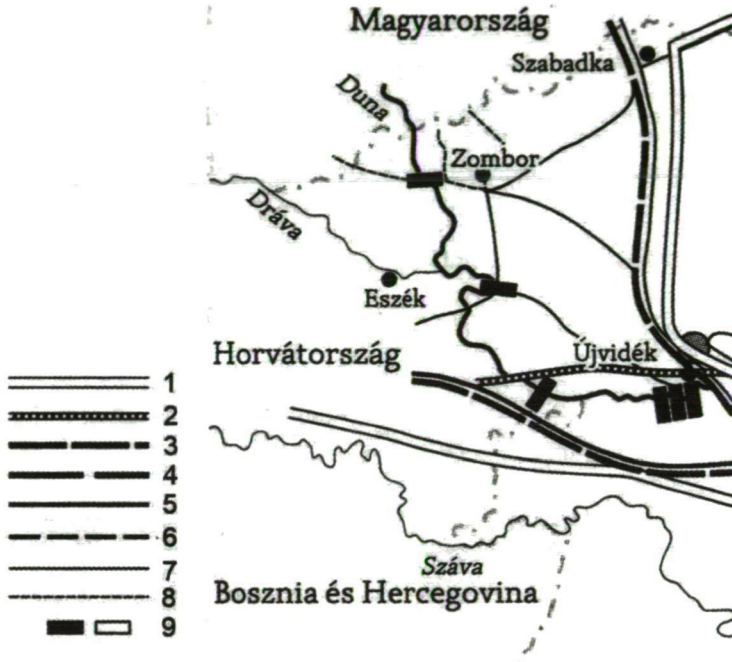 Magyarország
Szabadka
Duna
Zombor
Dráva
Eszék
Horvátország
Újvidék
1
2
3
4
5
6
7
8
9
Száva
Bosznia és Hercegovina